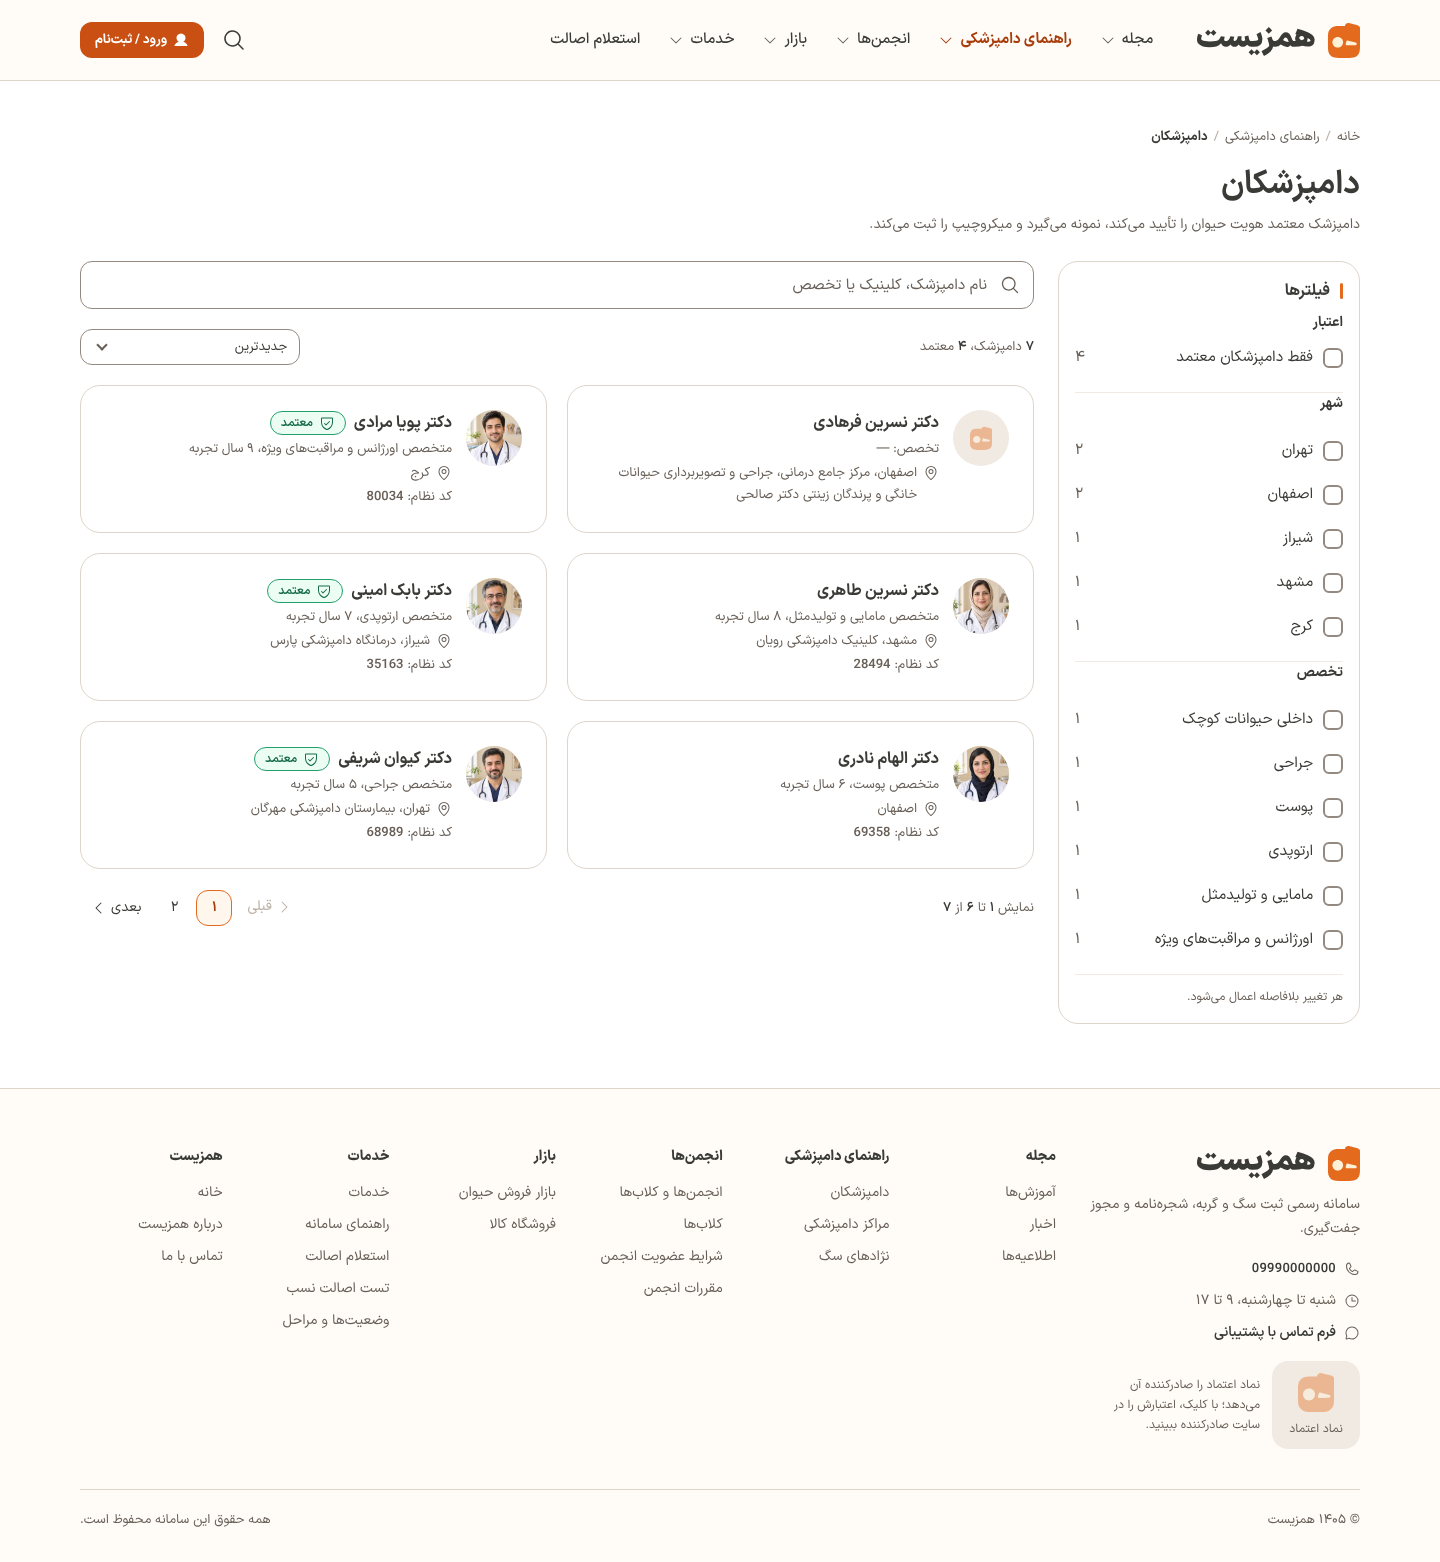 همزیست
مجله
راهنمای دامپزشکی
انجمن‌ها
بازار
خدمات
استعلام اصالت
ورود / ثبت‌نام
خانه / راهنمای دامپزشکی / دامپزشکان
دامپزشکان
دامپزشک معتمد هویت حیوان را تأیید می‌کند، نمونه می‌گیرد و میکروچیپ را ثبت می‌کند.
فیلترها
اعتبار
فقط دامپزشکان معتمد ۴
شهر
تهران ۲
اصفهان ۲
شیراز ۱
مشهد ۱
کرج ۱
تخصص
داخلی حیوانات کوچک ۱
جراحی ۱
پوست ۱
ارتوپدی ۱
مامایی و تولیدمثل ۱
اورژانس و مراقبت‌های ویژه ۱
هر تغییر بلافاصله اعمال می‌شود.
نام دامپزشک، کلینیک یا تخصص
۷ دامپزشک، ۴ معتمد
جدیدترین
دکتر نسرین فرهادی
تخصص: —
اصفهان، مرکز جامع درمانی، جراحی و تصویربرداری حیوانات
خانگی و پرندگان زینتی دکتر صالحی
دکتر پویا مرادی معتمد
متخصص اورژانس و مراقبت‌های ویژه، ۹ سال تجربه
کرج
کد نظام: 80034
دکتر نسرین طاهری
متخصص مامایی و تولیدمثل، ۸ سال تجربه
مشهد، کلینیک دامپزشکی رویان
کد نظام: 28494
دکتر بابک امینی معتمد
متخصص ارتوپدی، ۷ سال تجربه
شیراز، درمانگاه دامپزشکی پارس
کد نظام: 35163
دکتر الهام نادری
متخصص پوست، ۶ سال تجربه
اصفهان
کد نظام: 69358
دکتر کیوان شریفی معتمد
متخصص جراحی، ۵ سال تجربه
تهران، بیمارستان دامپزشکی مهرگان
کد نظام: 68989
نمایش ۱ تا ۶ از ۷
قبلی ۱ ۲ بعدی
همزیست
سامانه رسمی ثبت سگ و گربه، شجره‌نامه و مجوز
جفت‌گیری.
09990000000
شنبه تا چهارشنبه، ۹ تا ۱۷
فرم تماس با پشتیبانی
نماد اعتماد
نماد اعتماد را صادرکننده آن
می‌دهد؛ با کلیک، اعتبارش را در
سایت صادرکننده ببینید.
مجله
آموزش‌ها
اخبار
اطلاعیه‌ها
راهنمای دامپزشکی
دامپزشکان
مراکز دامپزشکی
نژادهای سگ
انجمن‌ها
انجمن‌ها و کلاب‌ها
کلاب‌ها
شرایط عضویت انجمن
مقررات انجمن
بازار
بازار فروش حیوان
فروشگاه کالا
خدمات
خدمات
راهنمای سامانه
استعلام اصالت
تست اصالت نسب
وضعیت‌ها و مراحل
همزیست
خانه
درباره همزیست
تماس با ما
© ۱۴۰۵ همزیست
همه حقوق این سامانه محفوظ است.